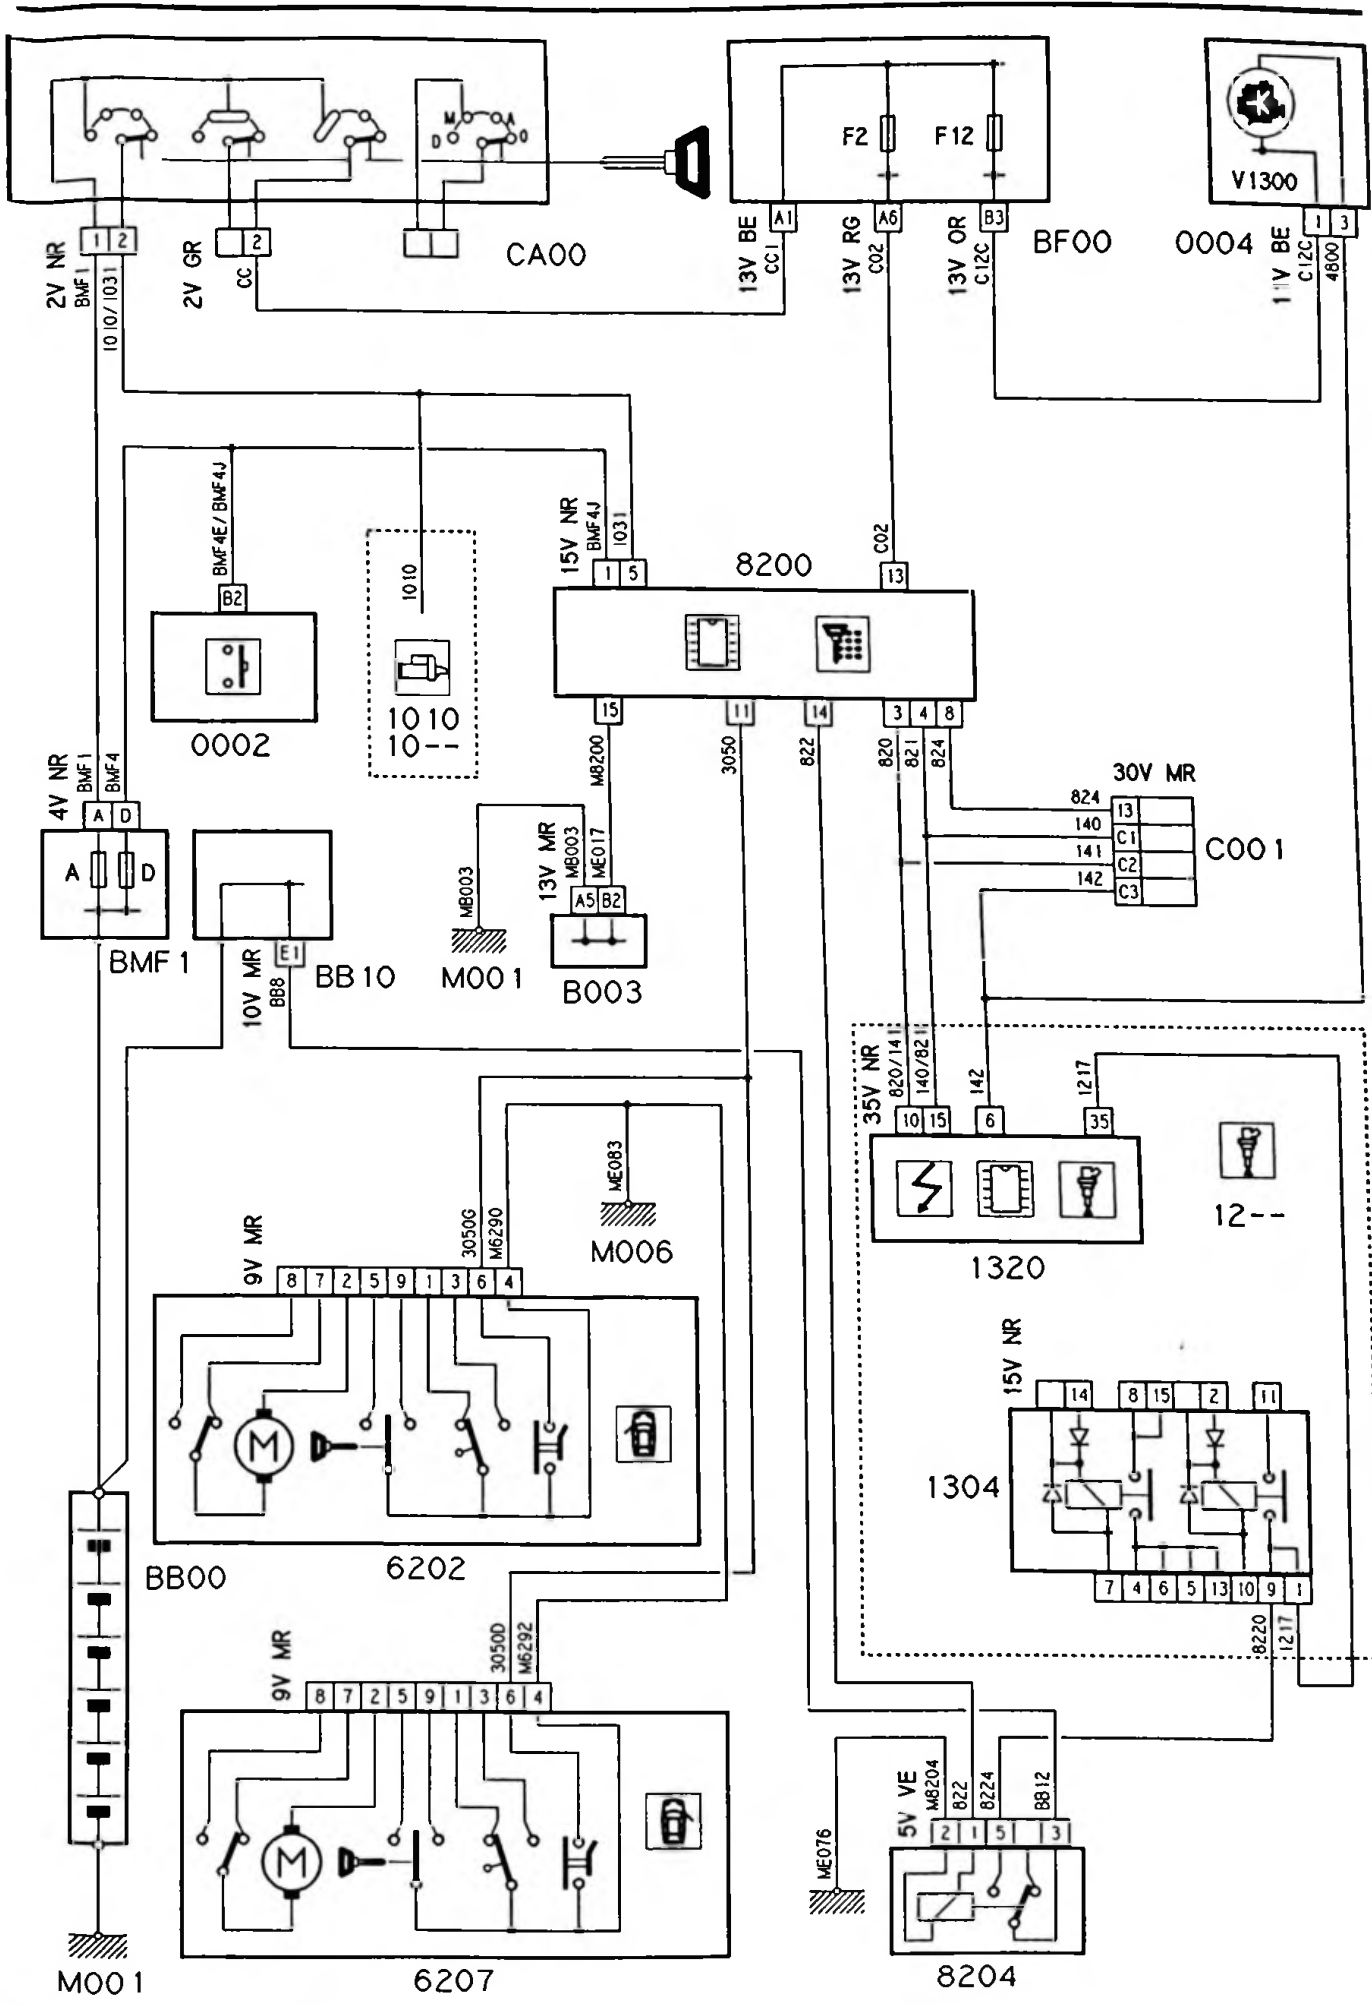 M A
D O
F2 F12
V1300
1 2
2
A1 A6 B3
1 3
CA00
BF00
0004
2V NR
BMF1
1010/1031
2V GR
CC
13V BE
CC1
13V RG
C02
13V OR
C12C
11V BE
C12C
4800
BMF4E/BMF4J
B2
0002
1010
1010
10--
15V NR
BMF4J
1031
1 5
8200
C02
13
15 11 14 3 4 8
M8200
3050
822
820
821
824
30V MR
824 13
140 C1
141 C2
142 C3
C001
4V NR
BMF1
BMF4
A D
A D
BMF1
10V MR
BB8
E1
BB10
MB003
M001
13V MR
MB003
ME017
A5 B2
B003
35V NR
820/141
140/821
142
1217
10 15 6 35
1320
12--
ME083
M006
9V MR
3050G
M6290
8 7 2 5 9 1 3 6 4
M
6202
15V NR
14 8 15 2 11
1304
7 4 6 5 13 10 9 1
8220
1217
BB00
M001
9V MR
3050D
M6292
8 7 2 5 9 1 3 6 4
M
6207
ME076
5V VE
M8204
822
8224
BB12
2 1 5 3
8204